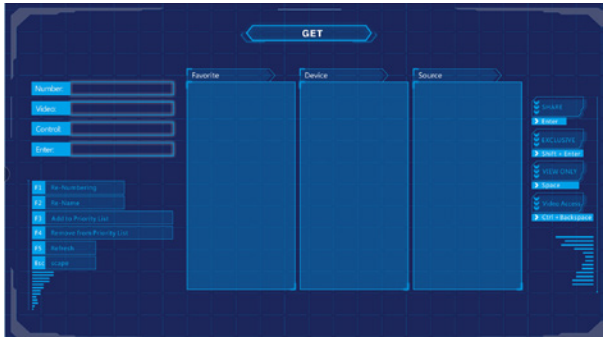 GET
Number:
Video:
Control:
Enter:
Favorite
Device
Source
F1 Re-Numbering
F2 Re-Name
F3 Add to Priority List
F4 Remove from Priority List
F5 Refresh
Esc scape
SHAPE
Enter
EXCLUSIVE
Shift + Enter
VIEW ONLY
Space
Video Access
Ctrl + Backspace